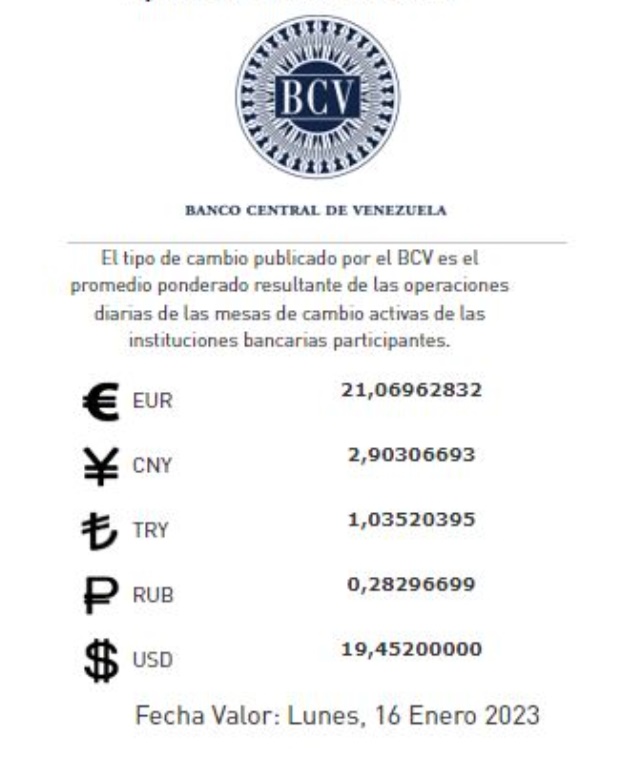 BCV
BANCO CENTRAL DE VENEZUELA
El tipo de cambio publicado por el BCV es el
promedio ponderado resultante de las operaciones
diarias de las mesas de cambio activas de las
instituciones bancarias participantes.
€ EUR 21,06962832
¥ CNY 2,90306693
₺ TRY 1,03520395
₽ RUB 0,28296699
$ USD 19,45200000
Fecha Valor: Lunes, 16 Enero 2023